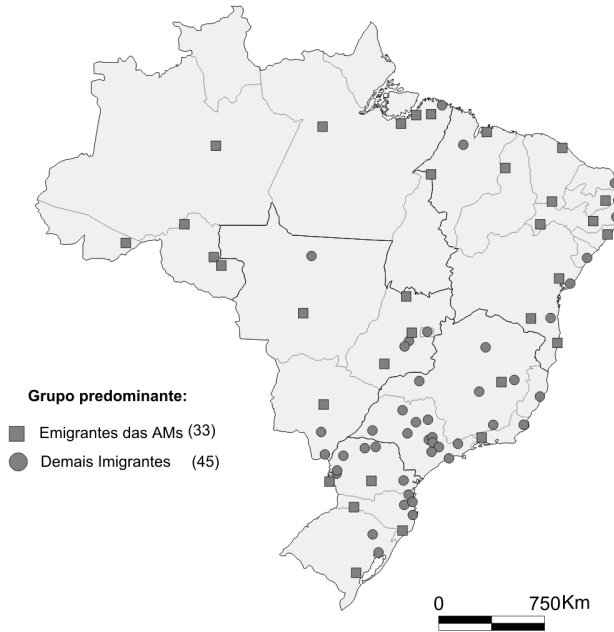 Grupo predominante:
Emigrantes das AMs (33)
Demais Imigrantes (45)
0 750Km